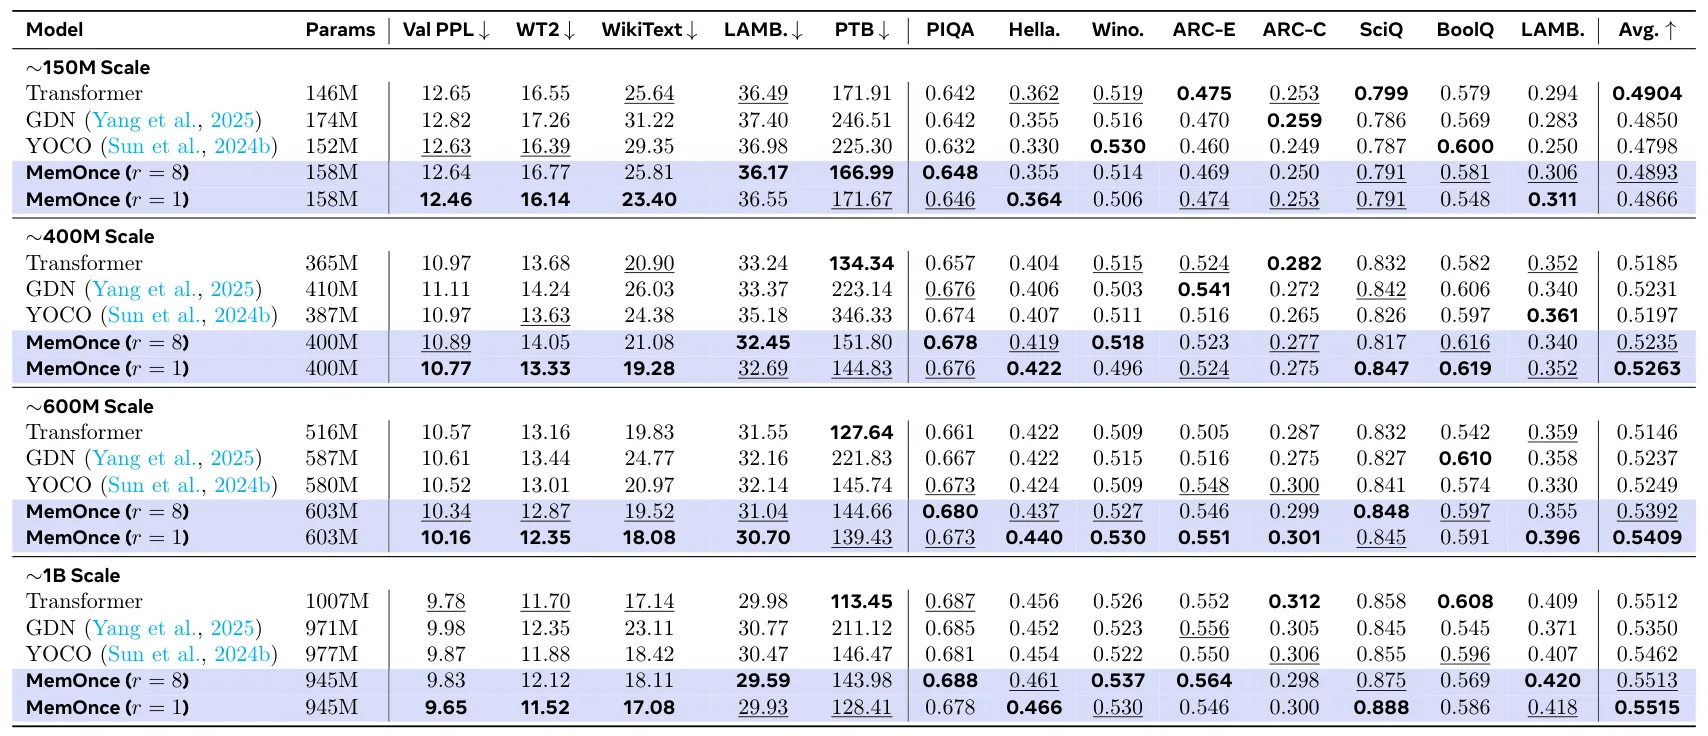 Model Params Val PPL ↓ WT2 ↓ WikiText ↓ LAMB. ↓ PTB ↓ PIQA Hella. Wino. ARC-E ARC-C SciQ BoolQ LAMB. Avg. ↑
∼150M Scale
Transformer 146M 12.65 16.55 25.64 36.49 171.91 0.642 0.362 0.519 0.475 0.253 0.799 0.579 0.294 0.4904
GDN (Yang et al., 2025) 174M 12.82 17.26 31.22 37.40 246.51 0.642 0.355 0.516 0.470 0.259 0.786 0.569 0.283 0.4850
YOCO (Sun et al., 2024b) 152M 12.63 16.39 29.35 36.98 225.30 0.632 0.330 0.530 0.460 0.249 0.787 0.600 0.250 0.4798
MemOnce (r = 8) 158M 12.64 16.77 25.81 36.17 166.99 0.648 0.355 0.514 0.469 0.250 0.791 0.581 0.306 0.4893
MemOnce (r = 1) 158M 12.46 16.14 23.40 36.55 171.67 0.646 0.364 0.506 0.474 0.253 0.791 0.548 0.311 0.4866
∼400M Scale
Transformer 365M 10.97 13.68 20.90 33.24 134.34 0.657 0.404 0.515 0.524 0.282 0.832 0.582 0.352 0.5185
GDN (Yang et al., 2025) 410M 11.11 14.24 26.03 33.37 223.14 0.676 0.406 0.503 0.541 0.272 0.842 0.606 0.340 0.5231
YOCO (Sun et al., 2024b) 387M 10.97 13.63 24.38 35.18 346.33 0.674 0.407 0.511 0.516 0.265 0.826 0.597 0.361 0.5197
MemOnce (r = 8) 400M 10.89 14.05 21.08 32.45 151.80 0.678 0.419 0.518 0.523 0.277 0.817 0.616 0.340 0.5235
MemOnce (r = 1) 400M 10.77 13.33 19.28 32.69 144.83 0.676 0.422 0.496 0.524 0.275 0.847 0.619 0.352 0.5263
∼600M Scale
Transformer 516M 10.57 13.16 19.83 31.55 127.64 0.661 0.422 0.509 0.505 0.287 0.832 0.542 0.359 0.5146
GDN (Yang et al., 2025) 587M 10.61 13.44 24.77 32.16 221.83 0.667 0.422 0.515 0.516 0.275 0.827 0.610 0.358 0.5237
YOCO (Sun et al., 2024b) 580M 10.52 13.01 20.97 32.14 145.74 0.673 0.424 0.509 0.548 0.300 0.841 0.574 0.330 0.5249
MemOnce (r = 8) 603M 10.34 12.87 19.52 31.04 144.66 0.680 0.437 0.527 0.546 0.299 0.848 0.597 0.355 0.5392
MemOnce (r = 1) 603M 10.16 12.35 18.08 30.70 139.43 0.673 0.440 0.530 0.551 0.301 0.845 0.591 0.396 0.5409
∼1B Scale
Transformer 1007M 9.78 11.70 17.14 29.98 113.45 0.687 0.456 0.526 0.552 0.312 0.858 0.608 0.409 0.5512
GDN (Yang et al., 2025) 971M 9.98 12.35 23.11 30.77 211.12 0.685 0.452 0.523 0.556 0.305 0.845 0.545 0.371 0.5350
YOCO (Sun et al., 2024b) 977M 9.87 11.88 18.42 30.47 146.47 0.681 0.454 0.522 0.550 0.306 0.855 0.596 0.407 0.5462
MemOnce (r = 8) 945M 9.83 12.12 18.11 29.59 143.98 0.688 0.461 0.537 0.564 0.298 0.875 0.569 0.420 0.5513
MemOnce (r = 1) 945M 9.65 11.52 17.08 29.93 128.41 0.678 0.466 0.530 0.546 0.300 0.888 0.586 0.418 0.5515